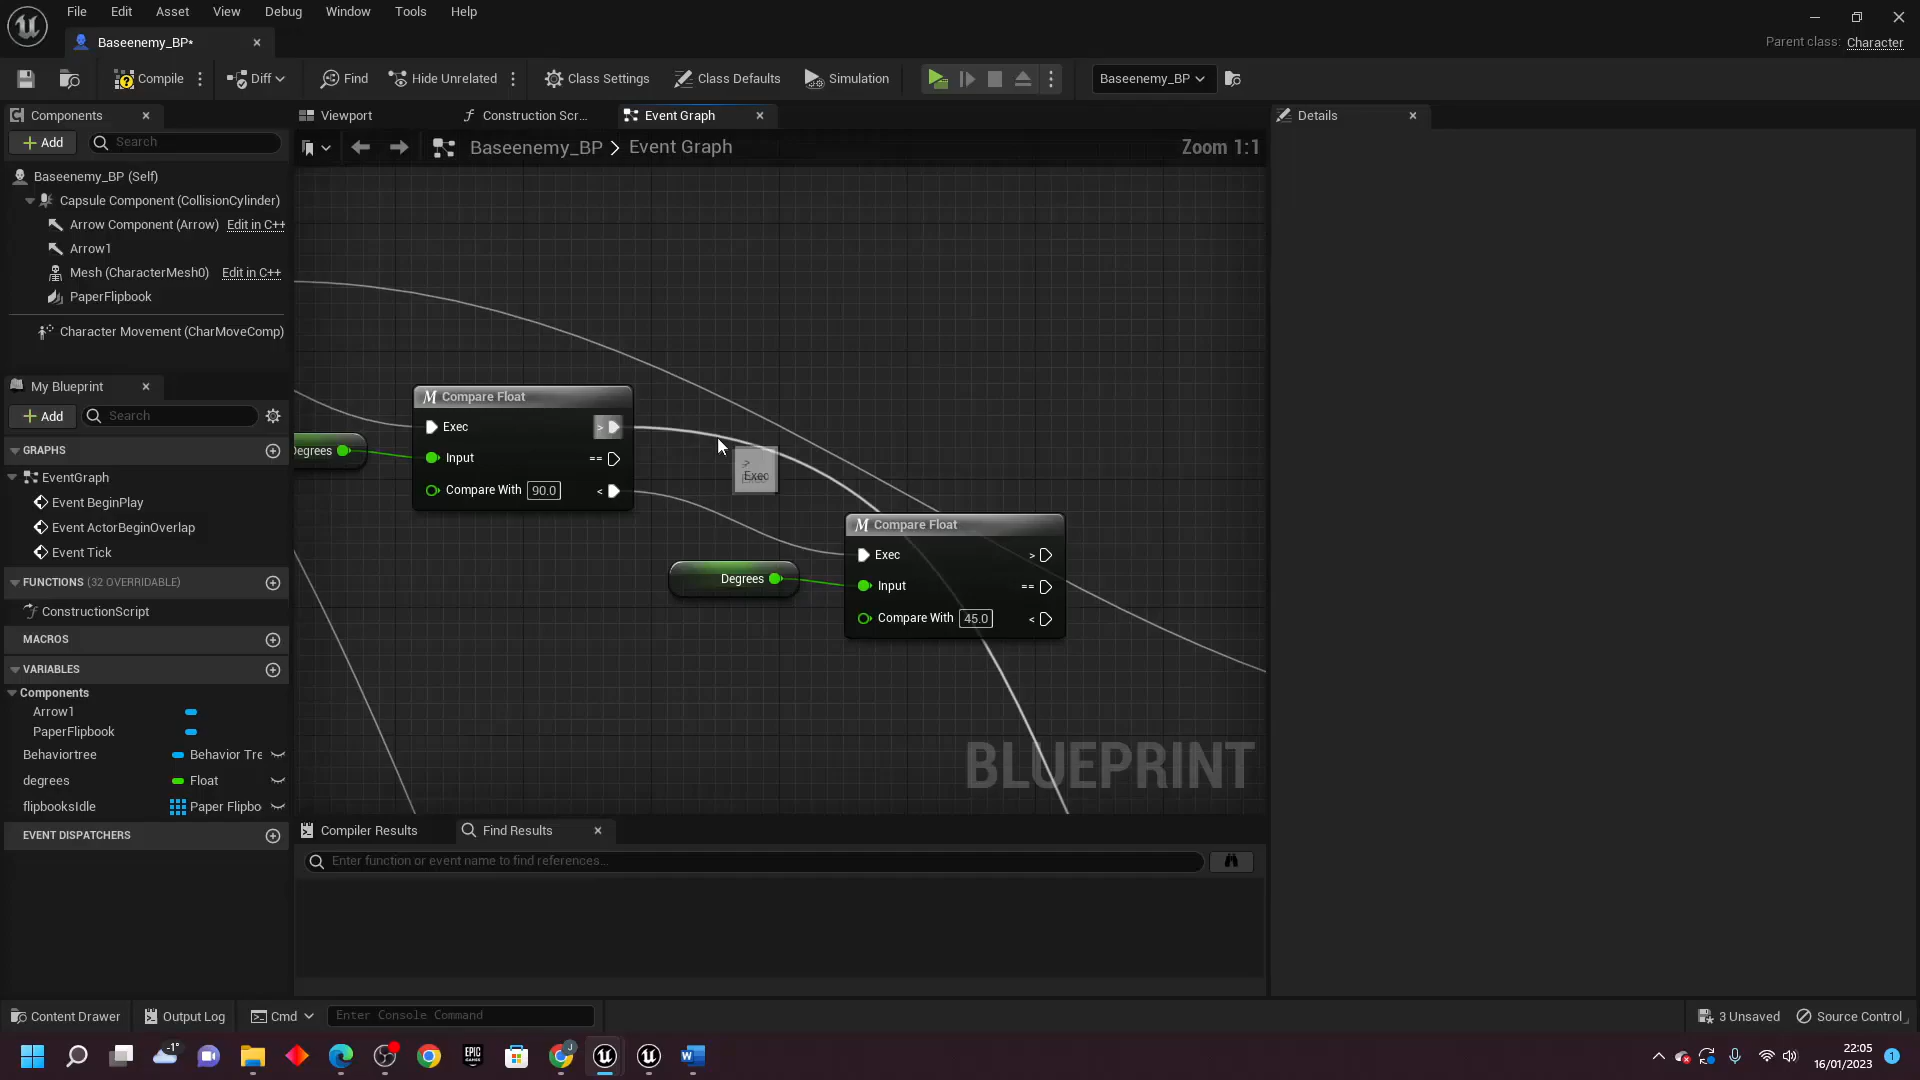 File Edit Asset View Debug Window Tools Help
Baseenemy_BP*
Parent class: Character
Compile Diff Find Hide Unrelated Class Settings Class Defaults Simulation Baseenemy_BP
Components Viewport Construction Scr... Event Graph Details
Add Search
Baseenemy_BP > Event Graph Zoom 1:1
Baseenemy_BP (Self)
Capsule Component (CollisionCylinder)
Arrow Component (Arrow) Edit in C++
Arrow1
Mesh (CharacterMesh0) Edit in C++
PaperFlipbook
Character Movement (CharMoveComp)
My Blueprint
Add Search
GRAPHS
EventGraph
Event BeginPlay
Event ActorBeginOverlap
Event Tick
FUNCTIONS (32 OVERRIDABLE)
ConstructionScript
MACROS
VARIABLES
Components
Arrow1
PaperFlipbook
Behaviortree Behavior Tre
degrees Float
flipbooksIdle Paper Flipbo
EVENT DISPATCHERS
Compare Float
Exec >
Degrees Input ==
Compare With 90.0 <
>
Exec
Compare Float
Exec >
Degrees Input ==
Compare With 45.0 <
BLUEPRINT
Compiler Results Find Results
Enter function or event name to find references...
Content Drawer Output Log Cmd Enter Console Command 3 Unsaved Source Control
-1°
EPIC GAMES
J
W
22:05
16/01/2023
1